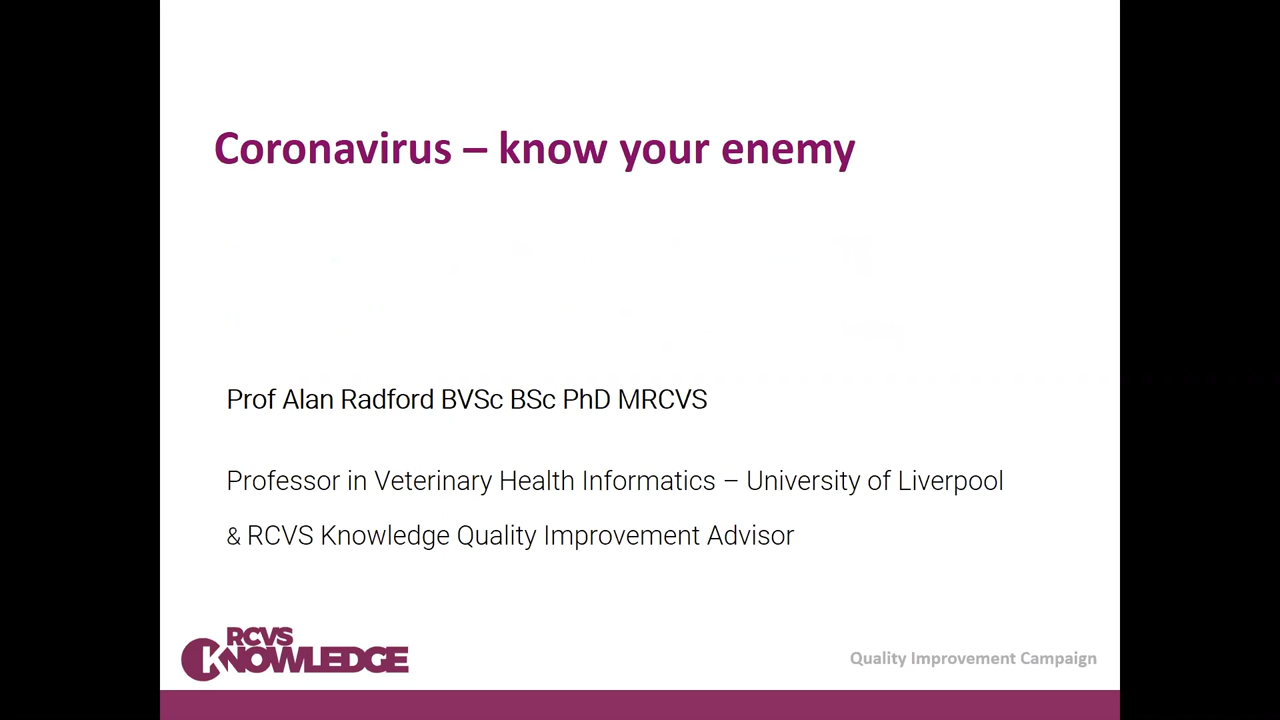 Coronavirus – know your enemy
Prof Alan Radford BVSc BSc PhD MRCVS
Professor in Veterinary Health Informatics – University of Liverpool
& RCVS Knowledge Quality Improvement Advisor
RCVS
KNOWLEDGE
Quality Improvement Campaign